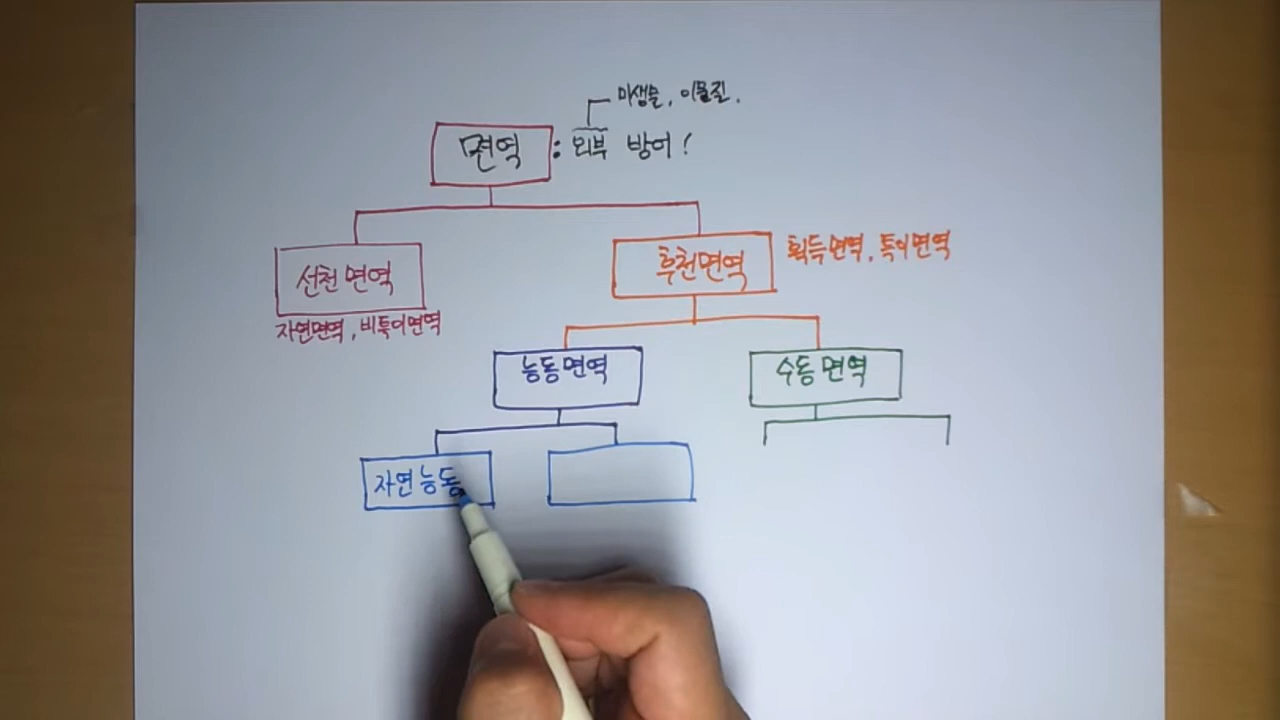 미생물, 이물질.
면역 : 외부 방어!
선천면역
자연면역, 비특이면역
후천면역
획득면역, 특이면역
능동면역
수동면역
자연능동